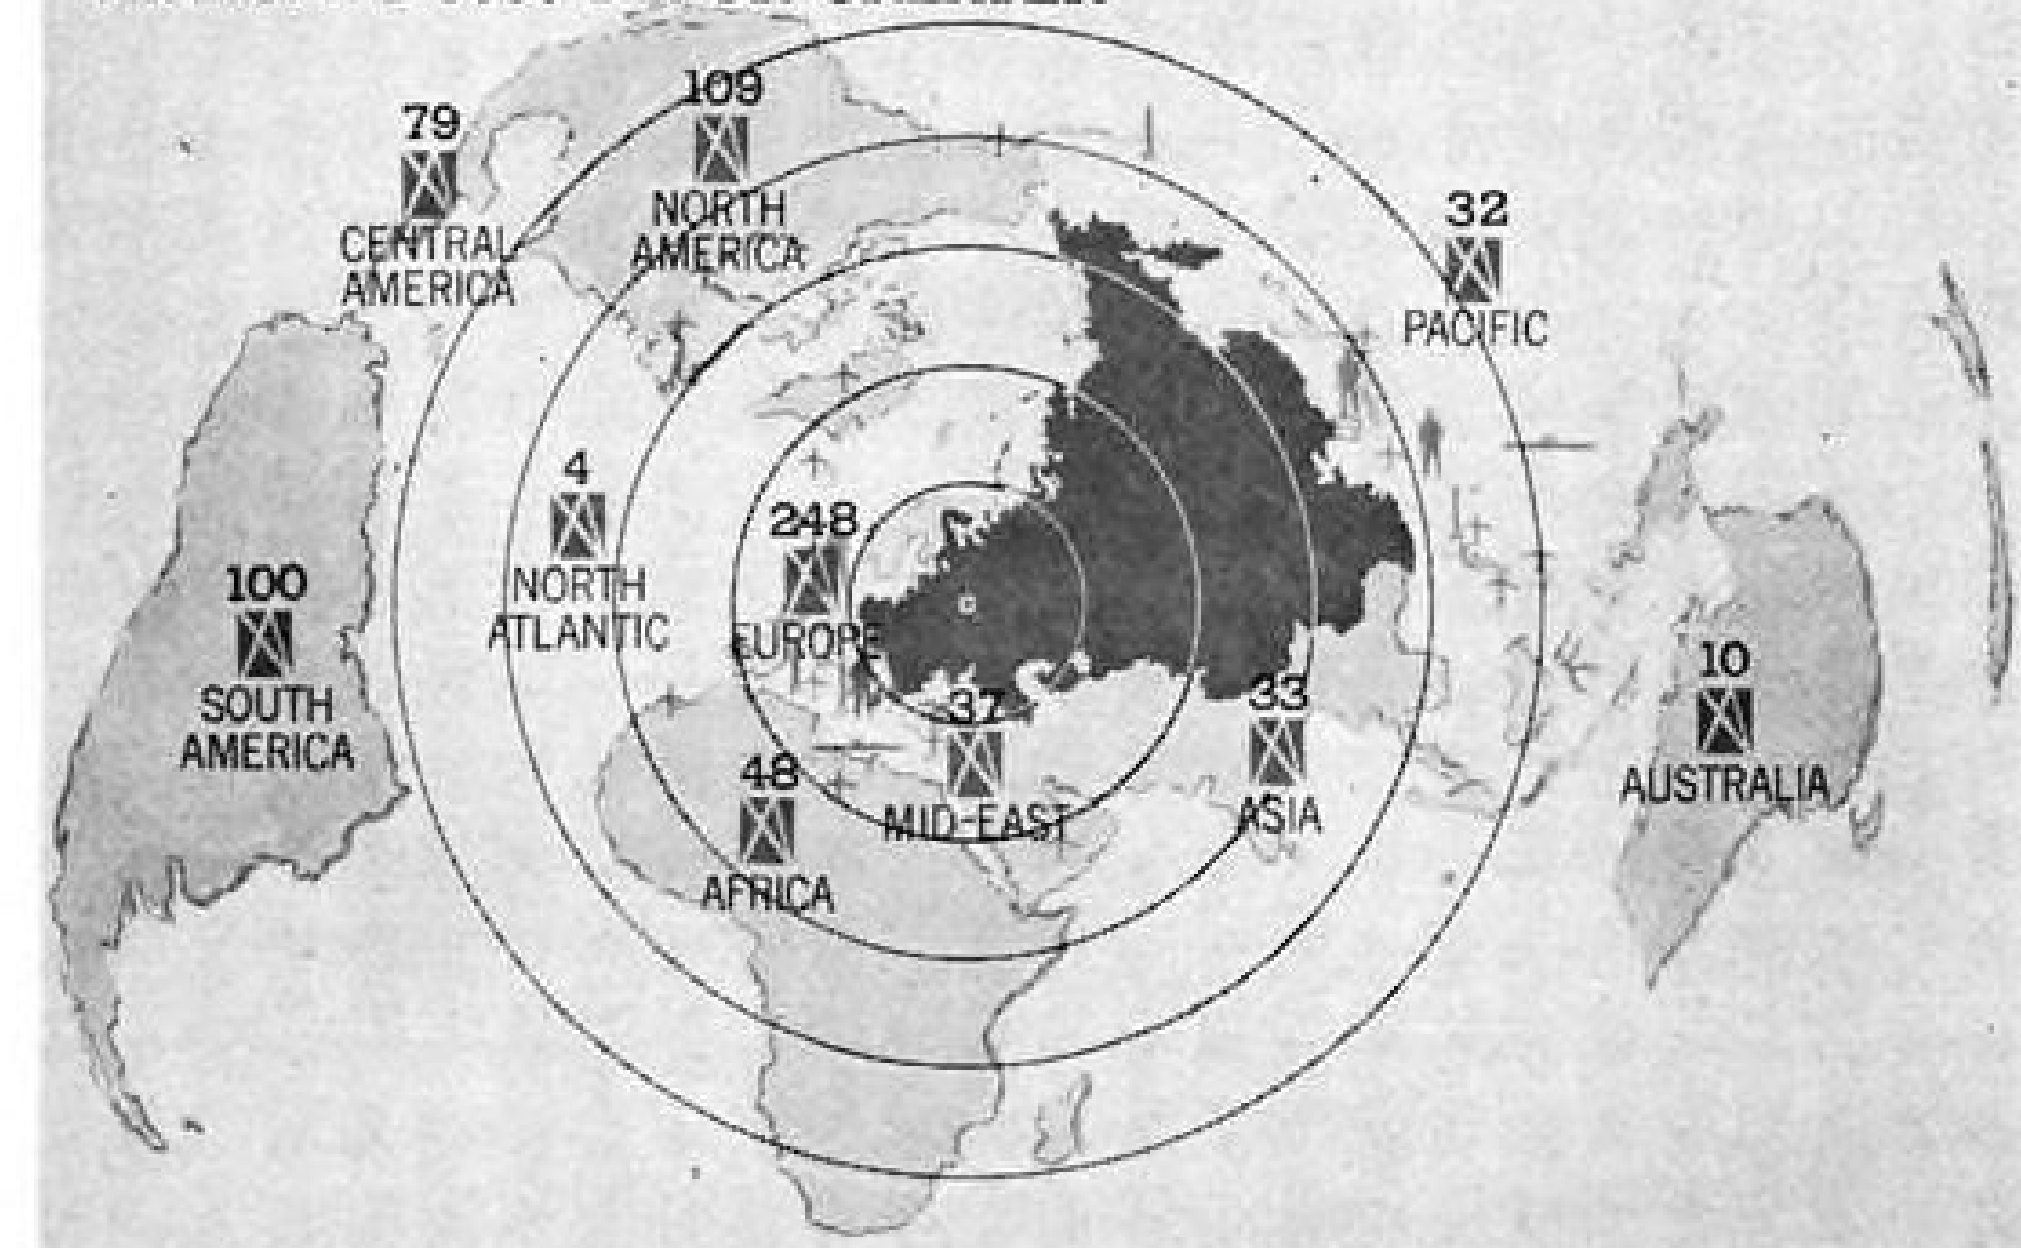 109
NORTH
AMERICA
79
CENTRAL
AMERICA
32
PACIFIC
4
NORTH
ATLANTIC
248
EUROPE
100
SOUTH
AMERICA
37
MID-EAST
33
ASIA
10
AUSTRALIA
48
AFRICA